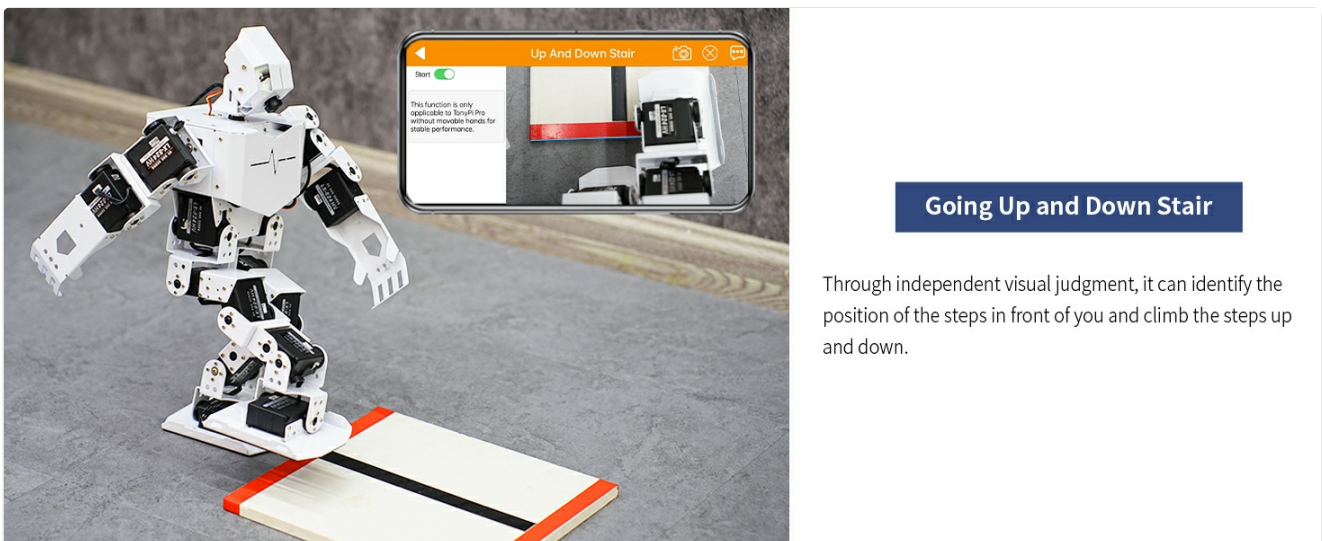 Up And Down Stair
Start
This function is only
applicable to TonyPi Pro
without movable hands for
stable performance.
Going Up and Down Stair
Through independent visual judgment, it can identify the
position of the steps in front of you and climb the steps up
and down.